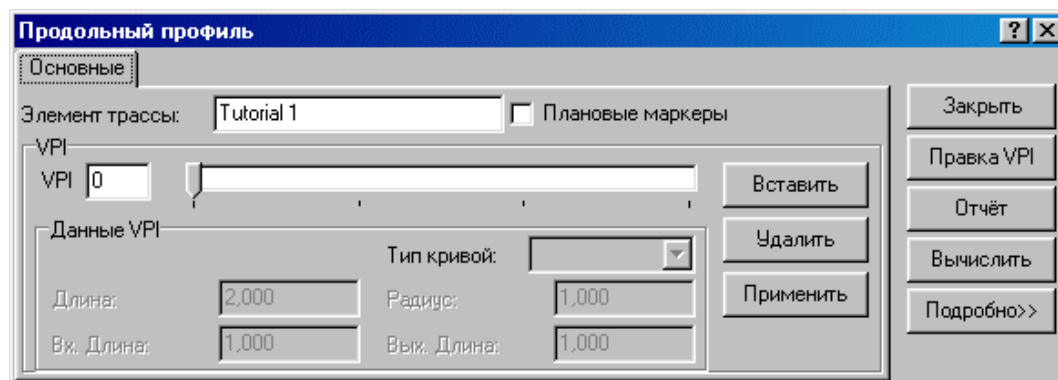 Продольный профиль
Основные
Элемент трассы: Tutorial 1 Плановые маркеры
Закрыть
VPI
Правка VPI
VPI 0
Вставить
Отчёт
Данные VPI
Удалить
Тип кривой:
Вычислить
Длина: 2,000 Радиус: 1,000
Применить
Подробно>>
Вх. Длина: 1,000 Вых. Длина: 1,000